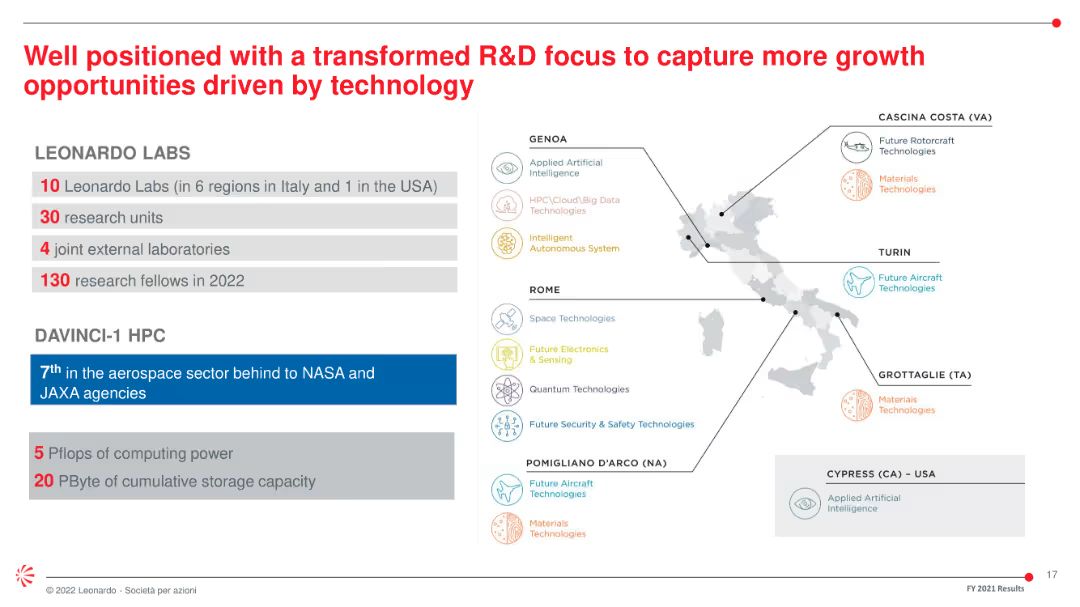 Well positioned with a transformed R&D focus to capture more growth
opportunities driven by technology
LEONARDO LABS
10 Leonardo Labs (in 6 regions in Italy and 1 in the USA)
30 research units
4 joint external laboratories
130 research fellows in 2022
DAVINCI-1 HPC
7th in the aerospace sector behind to NASA and
JAXA agencies
5 Pflops of computing power
20 PByte of cumulative storage capacity
GENOA
Applied Artificial
Intelligence
HPC\Cloud\Big Data
Technologies
Intelligent
Autonomous System
ROME
Space Technologies
Future Electronics
& Sensing
Quantum Technologies
Future Security & Safety Technologies
POMIGLIANO D'ARCO (NA)
Future Aircraft
Technologies
Materials
Technologies
CASCINA COSTA (VA)
Future Rotorcraft
Technologies
Materials
Technologies
TURIN
Future Aircraft
Technologies
GROTTAGLIE (TA)
Materials
Technologies
CYPRESS (CA) – USA
Applied Artificial
Intelligence
© 2022 Leonardo - Società per azioni
FY 2021 Results
17